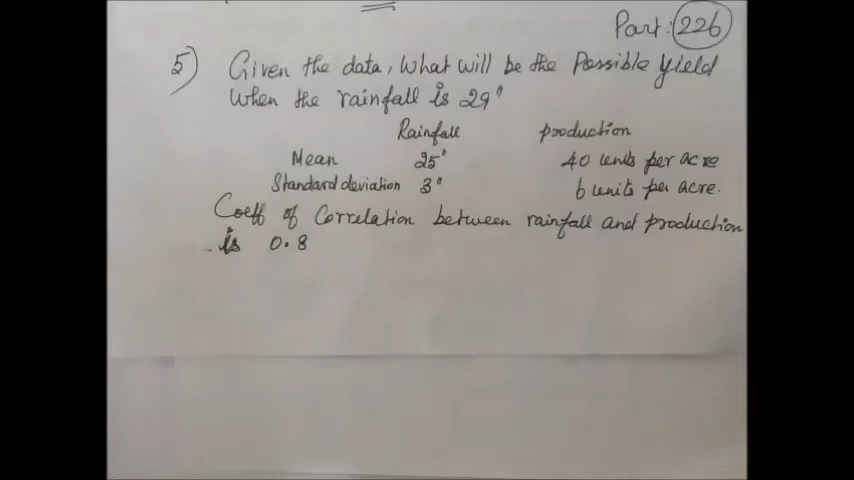 Part: 226
5) Given the data, What will be the Possible Yield
When the rainfall is 29"
Rainfall production
Mean 25" 40 units per acre
Standard deviation 3" 6 units per acre.
Coeff of Correlation between rainfall and production
is 0.8